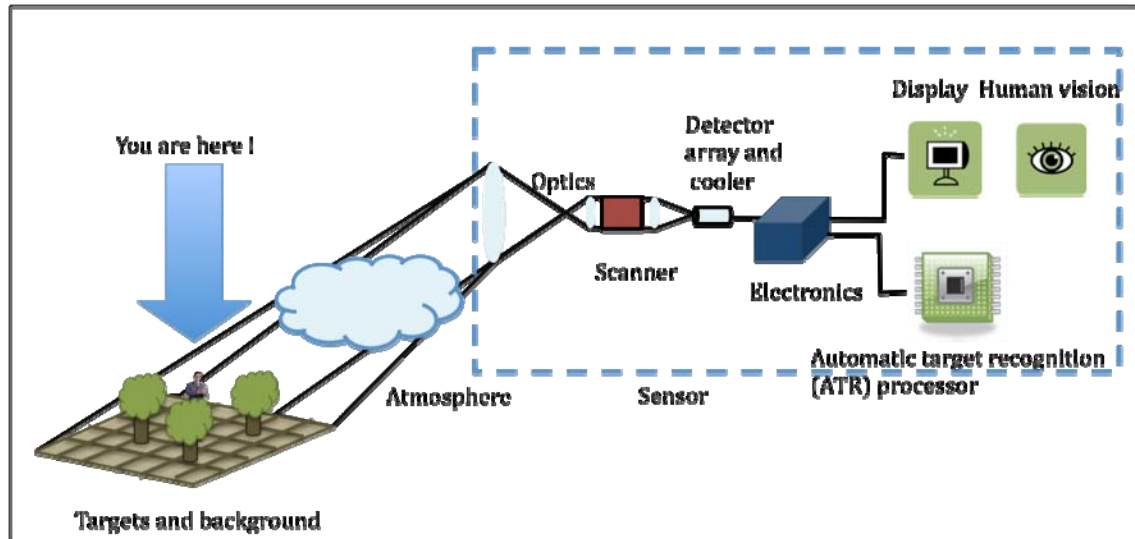 You are here !
Optics
Detector
array and
cooler
Display Human vision
Scanner
Electronics
Atmosphere
Sensor
Automatic target recognition
(ATR) processor
Targets and background